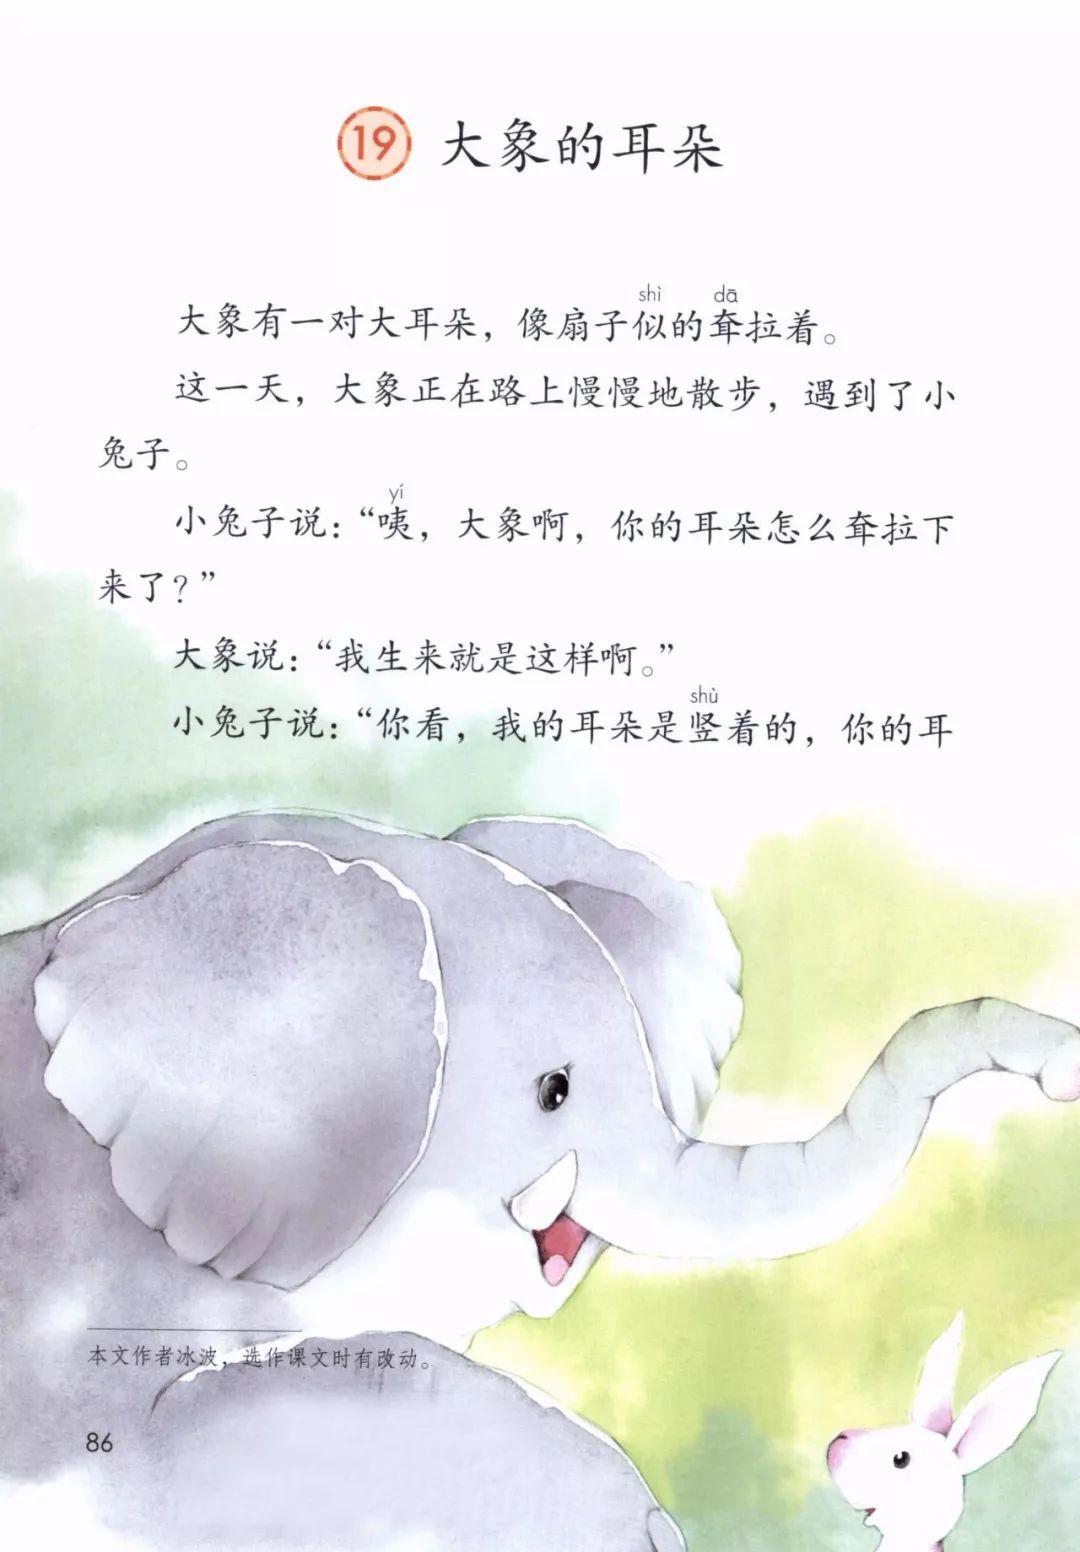 19 大象的耳朵
大象有一对大耳朵，像扇子似的耷拉着。
shì dā
这一天，大象正在路上慢慢地散步，遇到了小
兔子。
yí
小兔子说：“咦，大象啊，你的耳朵怎么耷拉下
来了？”
大象说：“我生来就是这样啊。”
shù
小兔子说：“你看，我的耳朵是竖着的，你的耳
本文作者冰波，选作课文时有改动。
86